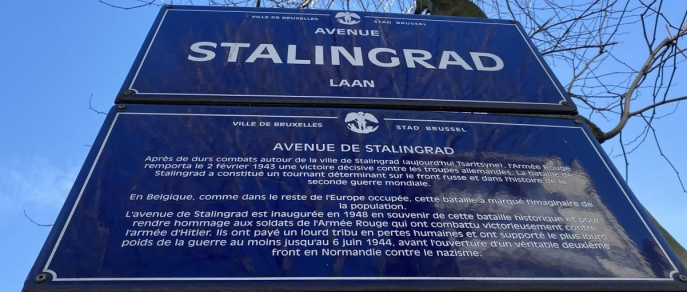 VILLE DE BRUXELLES STAD BRUSSEL
AVENUE
STALINGRAD
LAAN
VILLE DE BRUXELLES STAD BRUSSEL
AVENUE DE STALINGRAD
Après de durs combats autour de la ville de Stalingrad (aujourd'hui Tsaritsyne), l'Armée Rouge
remporta le 2 février 1943 une victoire décisive contre les troupes allemandes. La bataille de
Stalingrad a constitué un tournant déterminant sur le front russe et dans l'histoire de la
seconde guerre mondiale.
En Belgique, comme dans le reste de l'Europe occupée, cette bataille a marqué l'imaginaire de
la population.
L'avenue de Stalingrad est inaugurée en 1948 en souvenir de cette bataille historique et pour
rendre hommage aux soldats de l'Armée Rouge qui ont combattu victorieusement contre
l'armée d'Hitler. Ils ont payé un lourd tribu en pertes humaines et ont supporté le plus lourd
poids de la guerre au moins jusqu'au 6 juin 1944, avant l'ouverture d'un véritable deuxième
front en Normandie contre le nazisme.